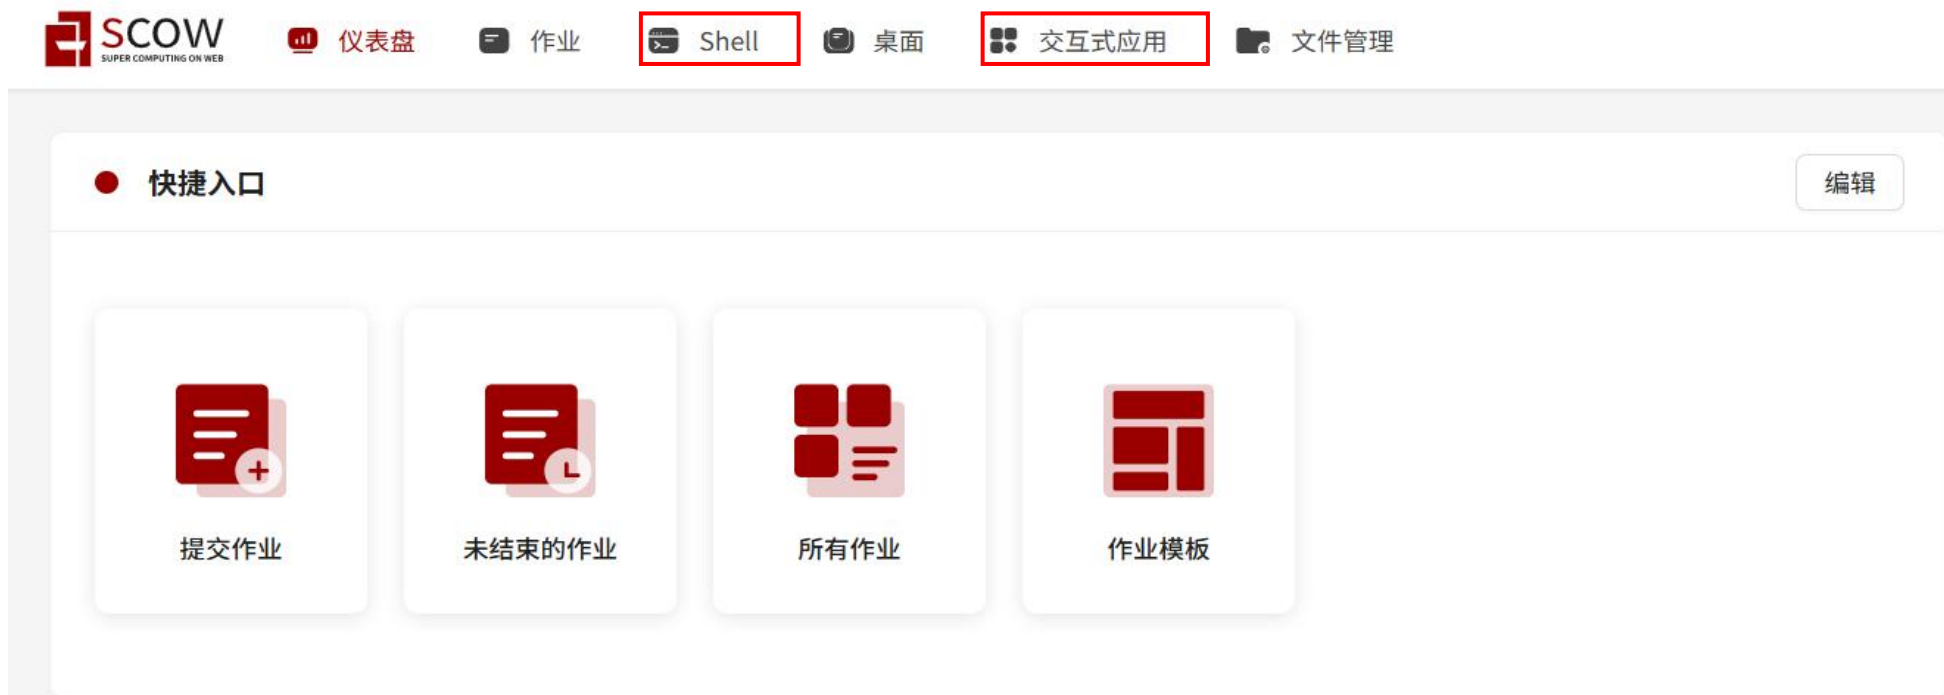 SCOW
SUPER COMPUTING ON WEB
仪表盘
作业
Shell
桌面
交互式应用
文件管理
快捷入口
编辑
提交作业
未结束的作业
所有作业
作业模板